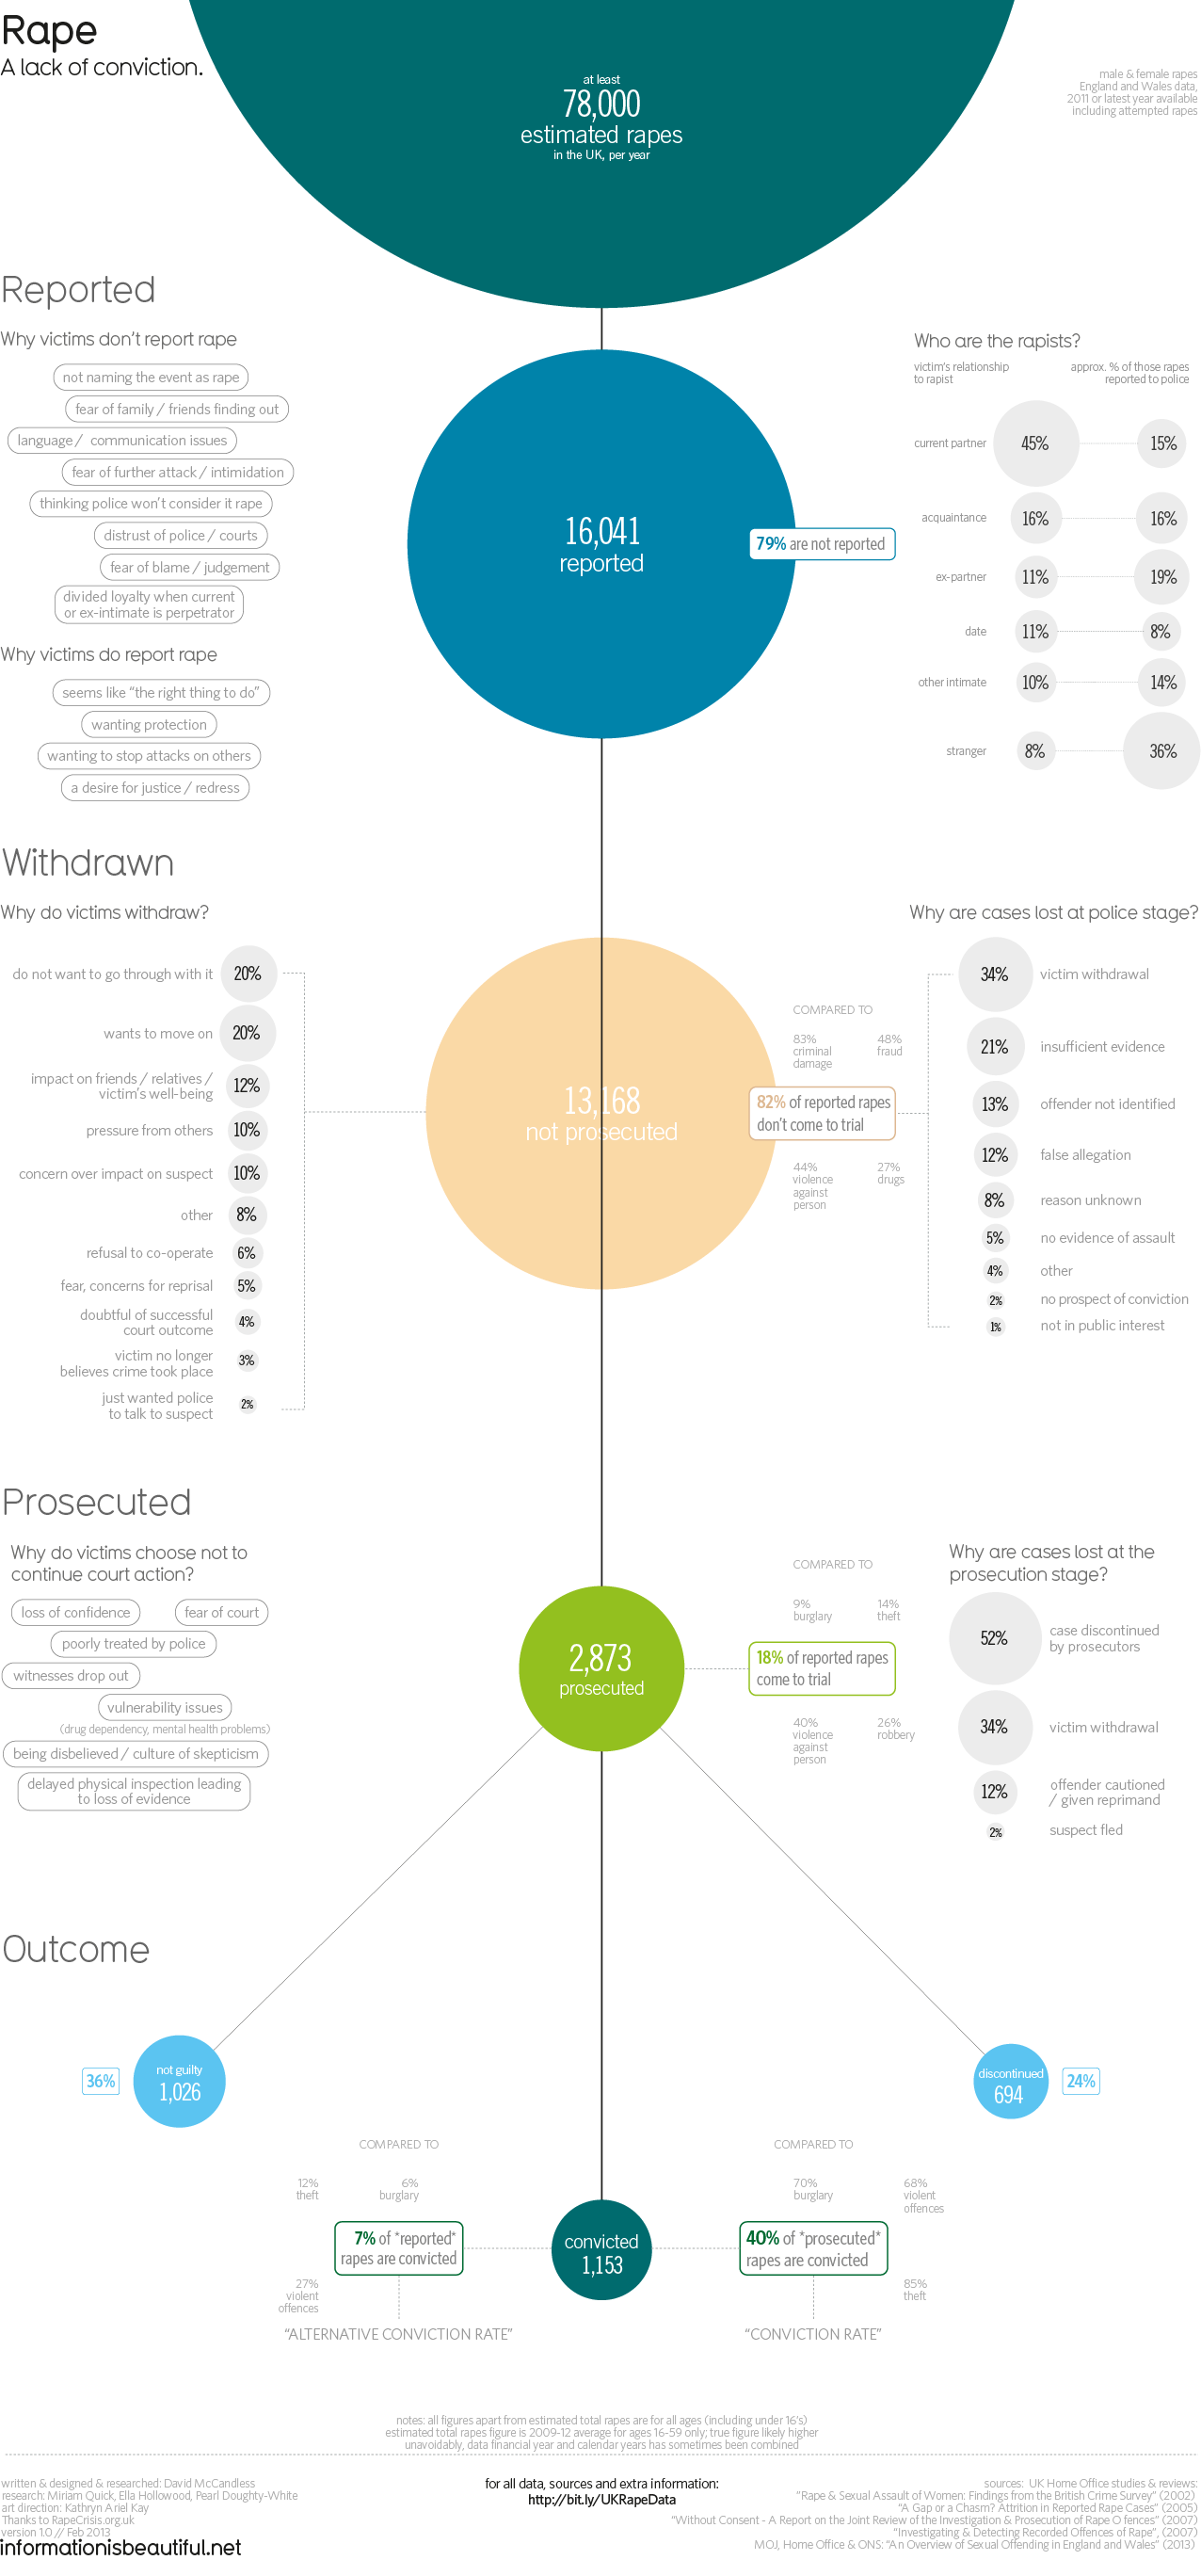 Rape
A lack of conviction.
at least
78,000
estimated rapes
in the UK, per year
male & female rapes
England and Wales data,
2011 or latest year available
including attempted rapes
Reported
Why victims don't report rape
not naming the event as rape
fear of family / friends finding out
language / communication issues
fear of further attack / intimidation
thinking police won't consider it rape
distrust of police / courts
fear of blame / judgement
divided loyalty when current
or ex-intimate is perpetrator
Why victims do report rape
seems like “the right thing to do”
wanting protection
wanting to stop attacks on others
a desire for justice / redress
16,041
reported
79% are not reported
Who are the rapists?
victim's relationship
to rapist
approx. % of those rapes
reported to police
current partner 45% 15%
acquaintance 16% 16%
ex-partner 11% 19%
date 11% 8%
other intimate 10% 14%
stranger 8% 36%
Withdrawn
Why do victims withdraw?
do not want to go through with it 20%
wants to move on 20%
impact on friends / relatives /
victim's well-being 12%
pressure from others 10%
concern over impact on suspect 10%
other 8%
refusal to co-operate 6%
fear, concerns for reprisal 5%
doubtful of successful
court outcome 4%
victim no longer
believes crime took place 3%
just wanted police
to talk to suspect 2%
13,168
not prosecuted
COMPARED TO
83%
criminal
damage
48%
fraud
82% of reported rapes
don't come to trial
44%
violence
against
person
27%
drugs
Why are cases lost at police stage?
34% victim withdrawal
21% insufficient evidence
13% offender not identified
12% false allegation
8% reason unknown
5% no evidence of assault
4% other
2% no prospect of conviction
1% not in public interest
Prosecuted
Why do victims choose not to
continue court action?
loss of confidence
fear of court
poorly treated by police
witnesses drop out
vulnerability issues
(drug dependency, mental health problems)
being disbelieved / culture of skepticism
delayed physical inspection leading
to loss of evidence
2,873
prosecuted
COMPARED TO
9%
burglary
14%
theft
18% of reported rapes
come to trial
40%
violence
against
person
26%
robbery
Why are cases lost at the
prosecution stage?
52% case discontinued
by prosecutors
34% victim withdrawal
12% offender cautioned
/ given reprimand
2% suspect fled
Outcome
36%
not guilty
1,026
discontinued
694
24%
COMPARED TO
12%
theft
6%
burglary
7% of *reported*
rapes are convicted
27%
violent
offences
“ALTERNATIVE CONVICTION RATE”
convicted
1,153
COMPARED TO
70%
burglary
68%
violent
offences
40% of *prosecuted*
rapes are convicted
85%
theft
“CONVICTION RATE”
notes: all figures apart from estimated total rapes are for all ages (including under 16's)
estimated total rapes figure is 2009-12 average for ages 16-59 only; true figure likely higher
unavoidably, data financial year and calendar years has sometimes been combined
written & designed & researched: David McCandless
research: Miriam Quick, Ella Hollowood, Pearl Doughty-White
art direction: Kathryn Ariel Kay
Thanks to RapeCrisis.org.uk
version 1.0 // Feb 2013
informationisbeautiful.net
for all data, sources and extra information:
http://bit.ly/UKRapeData
sources: UK Home Office studies & reviews:
“Rape & Sexual Assault of Women: Findings from the British Crime Survey” (2002)
“A Gap or a Chasm? Attrition in Reported Rape Cases” (2005)
“Without Consent - A Report on the Joint Review of the Investigation & Prosecution of Rape O fences” (2007)
“Investigating & Detecting Recorded Offences of Rape”, (2007)
MOJ, Home Office & ONS: “An Overview of Sexual Offending in England and Wales” (2013)